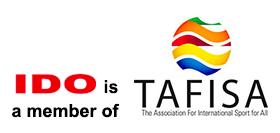 IDO is
a member of
TAFISA
The Association For International Sport for All